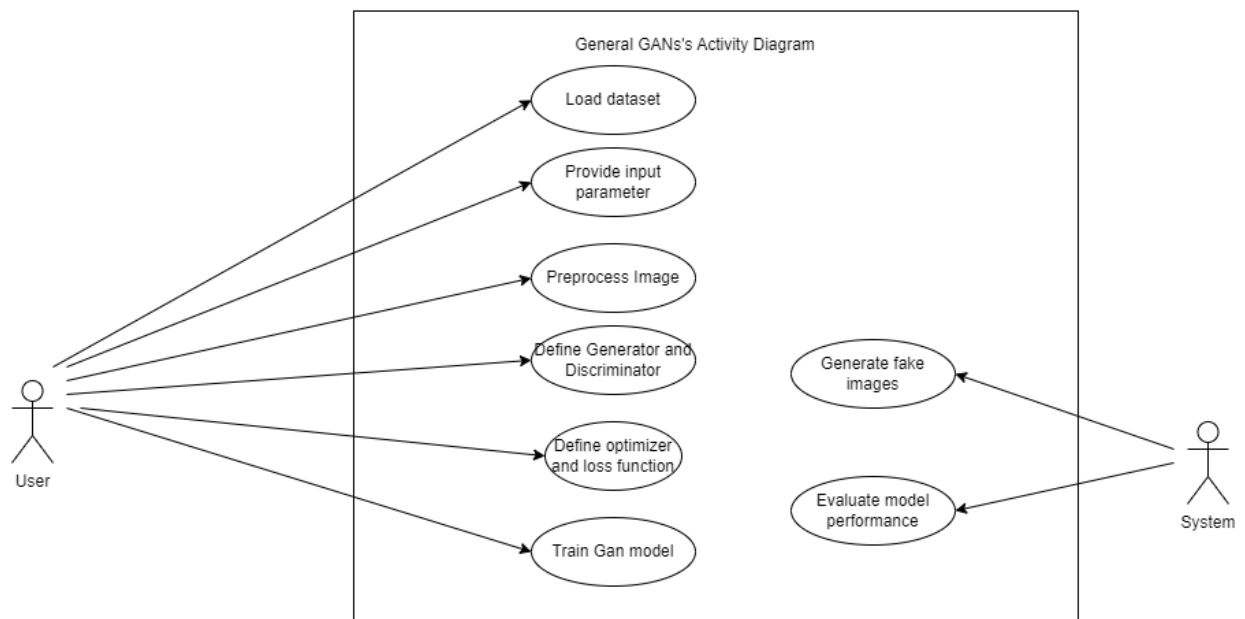 General GANs's Activity Diagram
Load dataset
Provide input
parameter
Preprocess Image
Define Generator and
Discriminator
Define optimizer
and loss function
Train Gan model
Generate fake
images
Evaluate model
performance
User
System